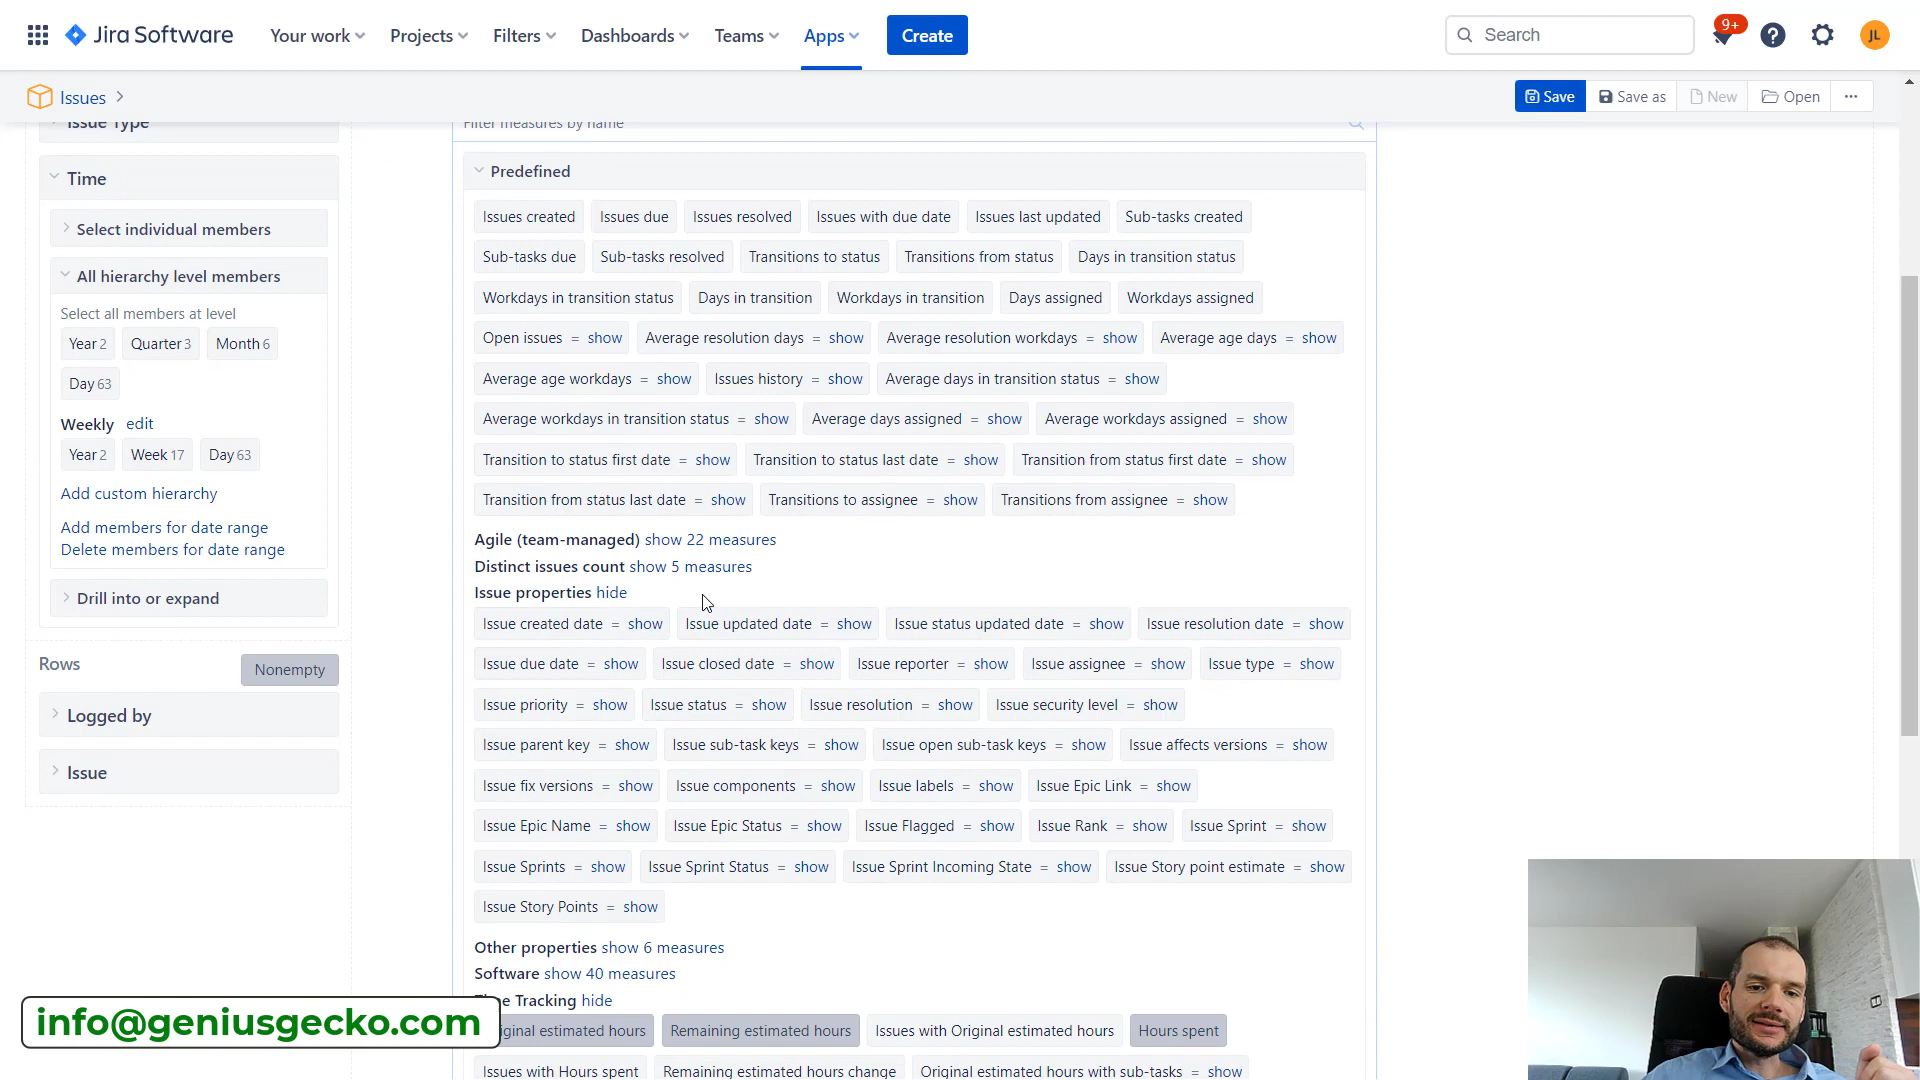 Jira Software Your work Projects Filters Dashboards Teams Apps Create Search 9+ JL
Issues Save Save as New Open ...
Issue Type
Time
Select individual members
All hierarchy level members
Select all members at level
Year 2 Quarter 3 Month 6
Day 63
Weekly edit
Year 2 Week 17 Day 63
Add custom hierarchy
Add members for date range
Delete members for date range
Drill into or expand
Rows Nonempty
Logged by
Issue
Filter measures by name
Predefined
Issues created Issues due Issues resolved Issues with due date Issues last updated Sub-tasks created
Sub-tasks due Sub-tasks resolved Transitions to status Transitions from status Days in transition status
Workdays in transition status Days in transition Workdays in transition Days assigned Workdays assigned
Open issues = show Average resolution days = show Average resolution workdays = show Average age days = show
Average age workdays = show Issues history = show Average days in transition status = show
Average workdays in transition status = show Average days assigned = show Average workdays assigned = show
Transition to status first date = show Transition to status last date = show Transition from status first date = show
Transition from status last date = show Transitions to assignee = show Transitions from assignee = show
Agile (team-managed) show 22 measures
Distinct issues count show 5 measures
Issue properties hide
Issue created date = show Issue updated date = show Issue status updated date = show Issue resolution date = show
Issue due date = show Issue closed date = show Issue reporter = show Issue assignee = show Issue type = show
Issue priority = show Issue status = show Issue resolution = show Issue security level = show
Issue parent key = show Issue sub-task keys = show Issue open sub-task keys = show Issue affects versions = show
Issue fix versions = show Issue components = show Issue labels = show Issue Epic Link = show
Issue Epic Name = show Issue Epic Status = show Issue Flagged = show Issue Rank = show Issue Sprint = show
Issue Sprints = show Issue Sprint Status = show Issue Sprint Incoming State = show Issue Story point estimate = show
Issue Story Points = show
Other properties show 6 measures
Software show 40 measures
Tracking hide
estimated hours Remaining estimated hours Issues with Original estimated hours Hours spent
Issues with Hours spent Remaining estimated hours change Original estimated hours with sub-tasks = show
info@geniusgecko.com